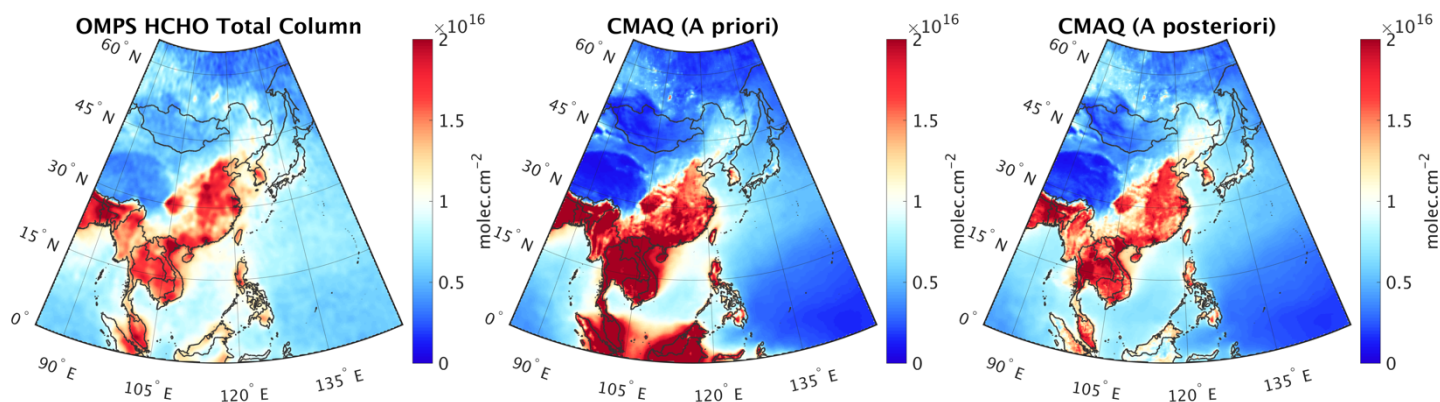 OMPS HCHO Total Column
×10^16
60° N
45° N
30° N
15° N
0°
90° E
105° E
120° E
135° E
2
1.5
1
0.5
0
molec.cm^-2
CMAQ (A priori)
×10^16
60° N
45° N
30° N
15° N
0°
90° E
105° E
120° E
135° E
2
1.5
1
0.5
0
molec.cm^-2
CMAQ (A posteriori)
×10^16
60° N
45° N
30° N
15° N
0°
90° E
105° E
120° E
135° E
2
1.5
1
0.5
0
molec.cm^-2